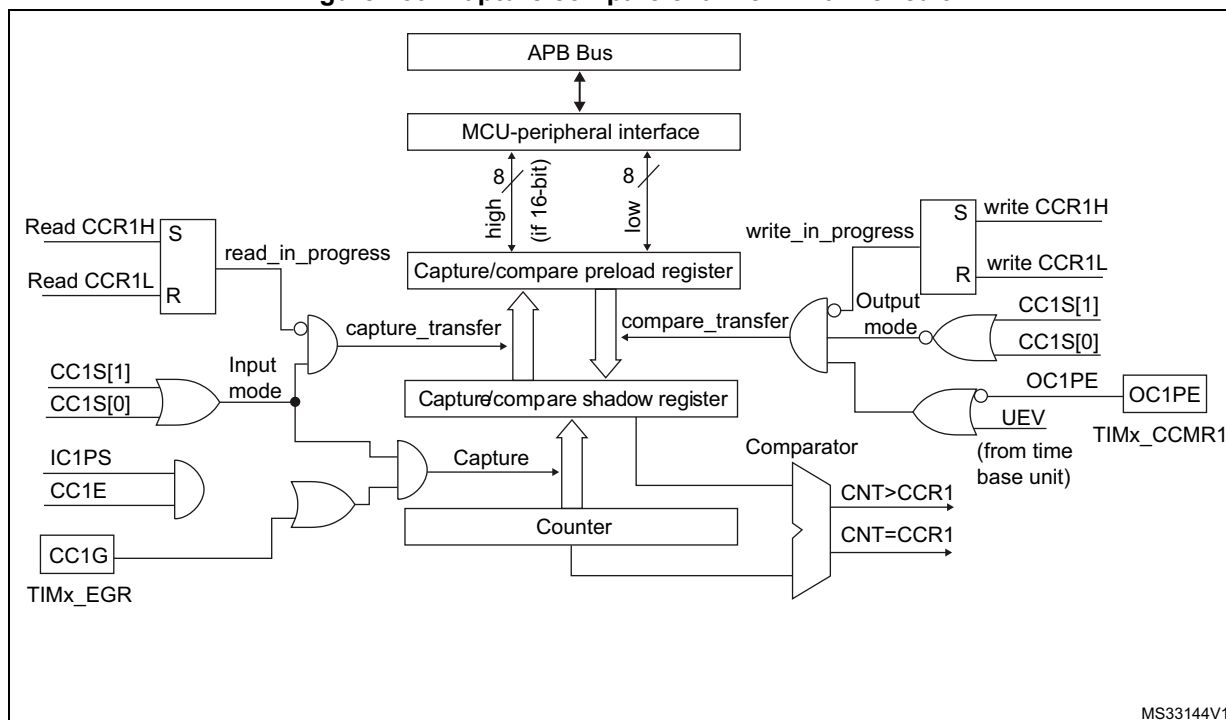 APB Bus
MCU-peripheral interface
8
high
(if 16-bit)
8
low
Read CCR1H
S
read_in_progress
Read CCR1L
R
write_in_progress
S
write CCR1H
R
write CCR1L
Capture/compare preload register
capture_transfer
compare_transfer
Output
mode
CC1S[1]
CC1S[0]
CC1S[1]
CC1S[0]
Input
mode
Capture/compare shadow register
OC1PE
OC1PE
UEV
TIMx_CCMR1
(from time
base unit)
IC1PS
CC1E
Capture
Comparator
CNT>CCR1
CNT=CCR1
Counter
CC1G
TIMx_EGR
MS33144V1